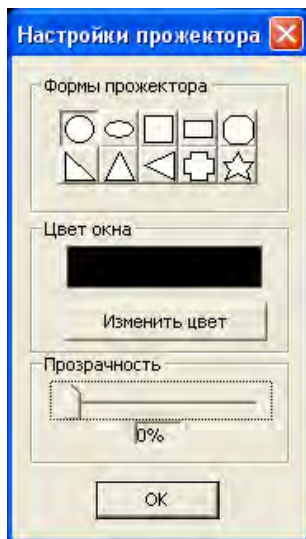 Настройки прожектора
Формы прожектора
Цвет окна
Изменить цвет
Прозрачность
0%
OK